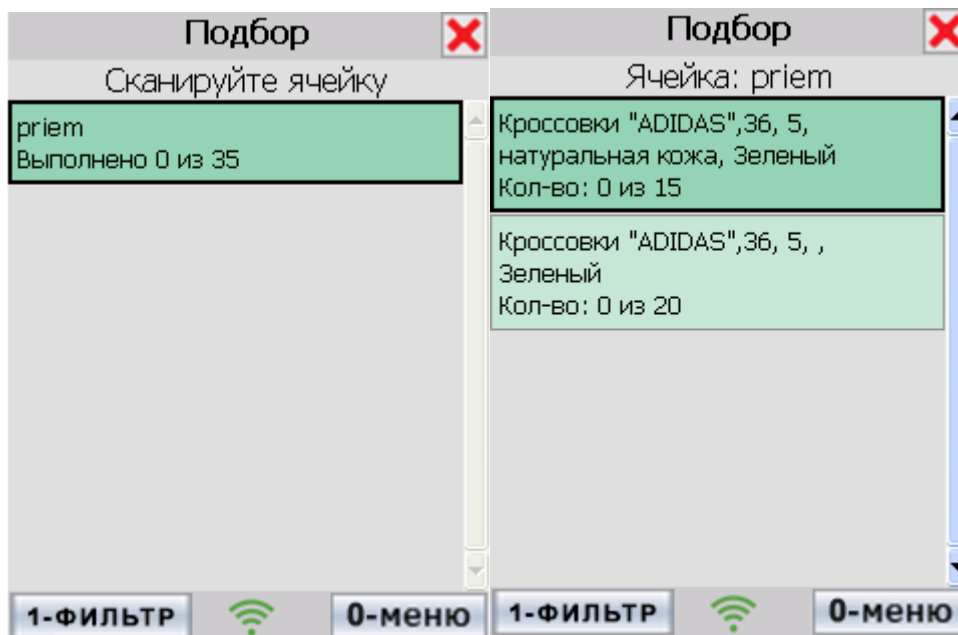 Подбор
Сканируйте ячейку
priem
Выполнено 0 из 35
1-ФИЛЬТР
0-меню
Подбор
Ячейка: priem
Кроссовки "ADIDAS",36, 5,
натуральная кожа, Зеленый
Кол-во: 0 из 15
Кроссовки "ADIDAS",36, 5, ,
Зеленый
Кол-во: 0 из 20
1-ФИЛЬТР
0-меню